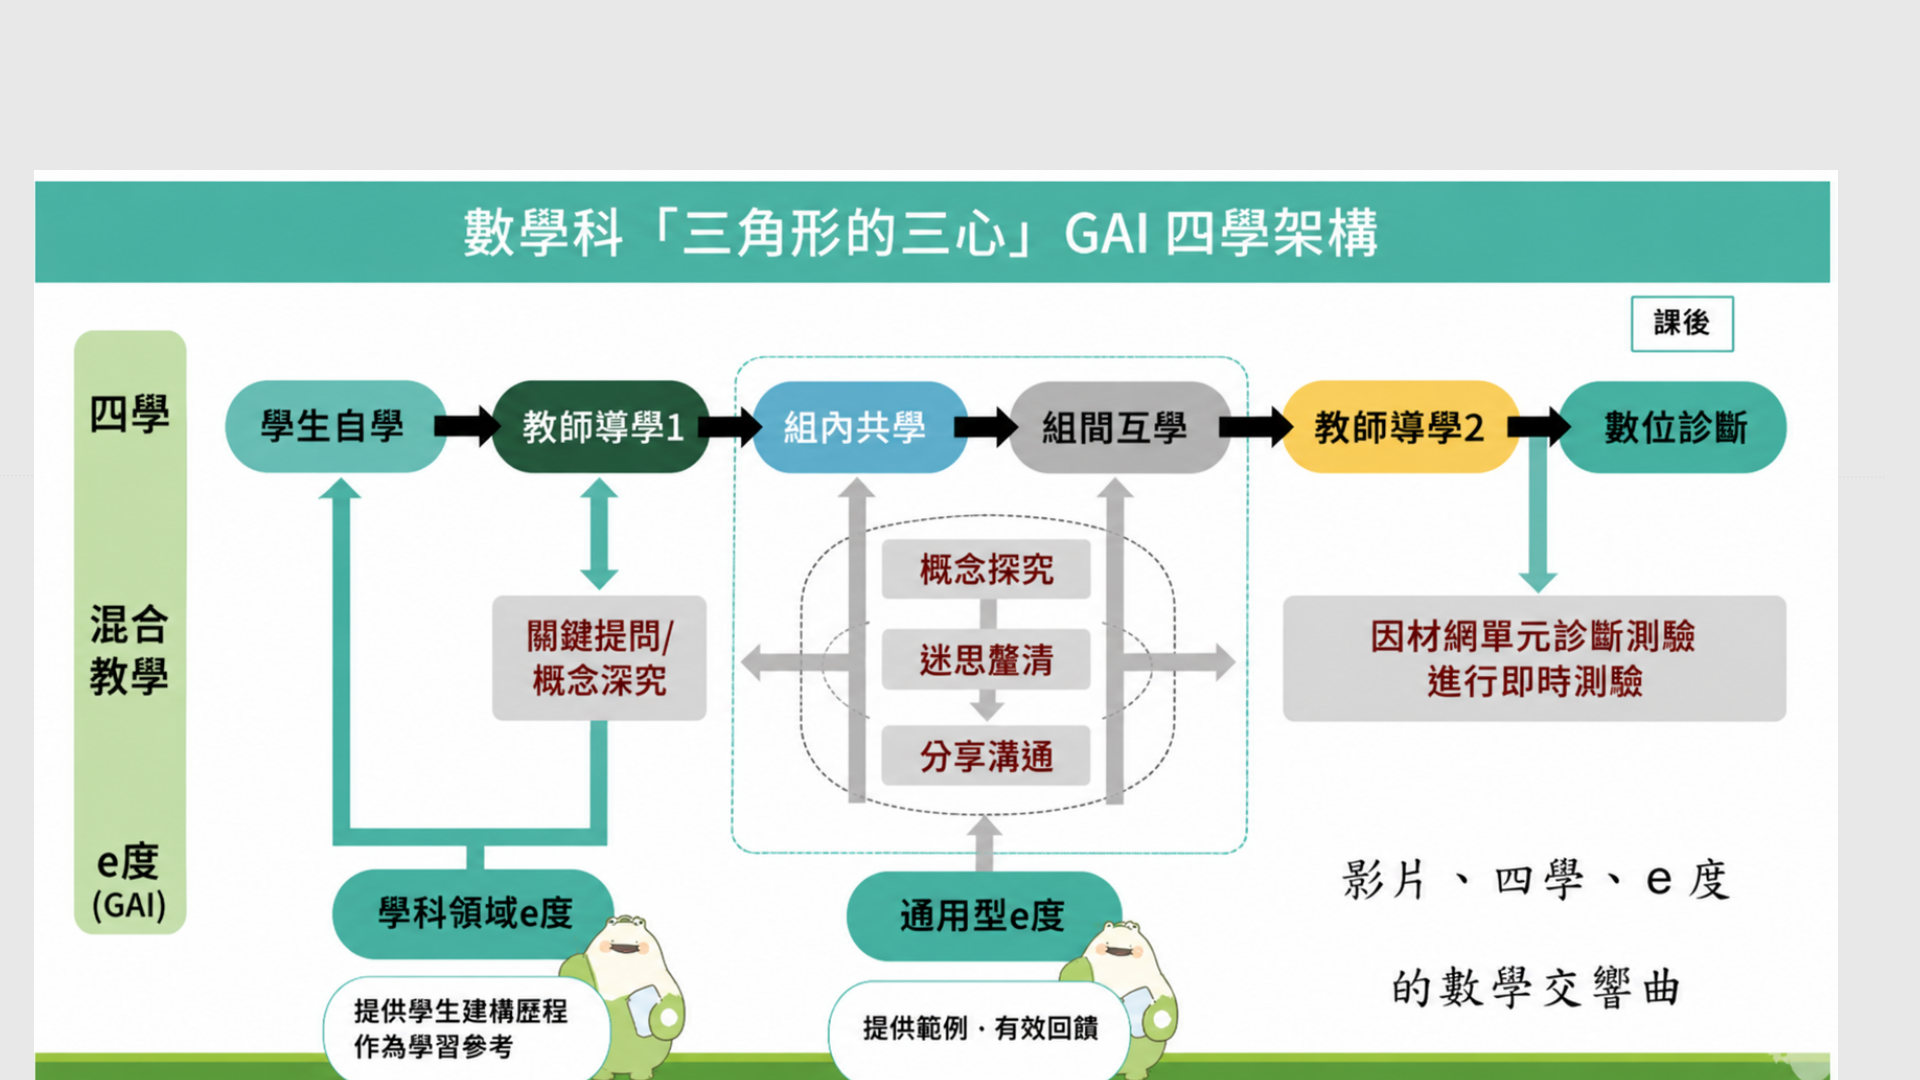 數學科「三角形的三心」GAI 四學架構
課後
四學
學生自學
教師導學1
組內共學
組間互學
教師導學2
數位診斷
混合
教學
關鍵提問/
概念深究
概念探究
迷思釐清
分享溝通
因材網單元診斷測驗
進行即時測驗
e度
(GAI)
學科領域e度
通用型e度
提供學生建構歷程
作為學習參考
提供範例．有效回饋
影片、四學、e度
的數學交響曲